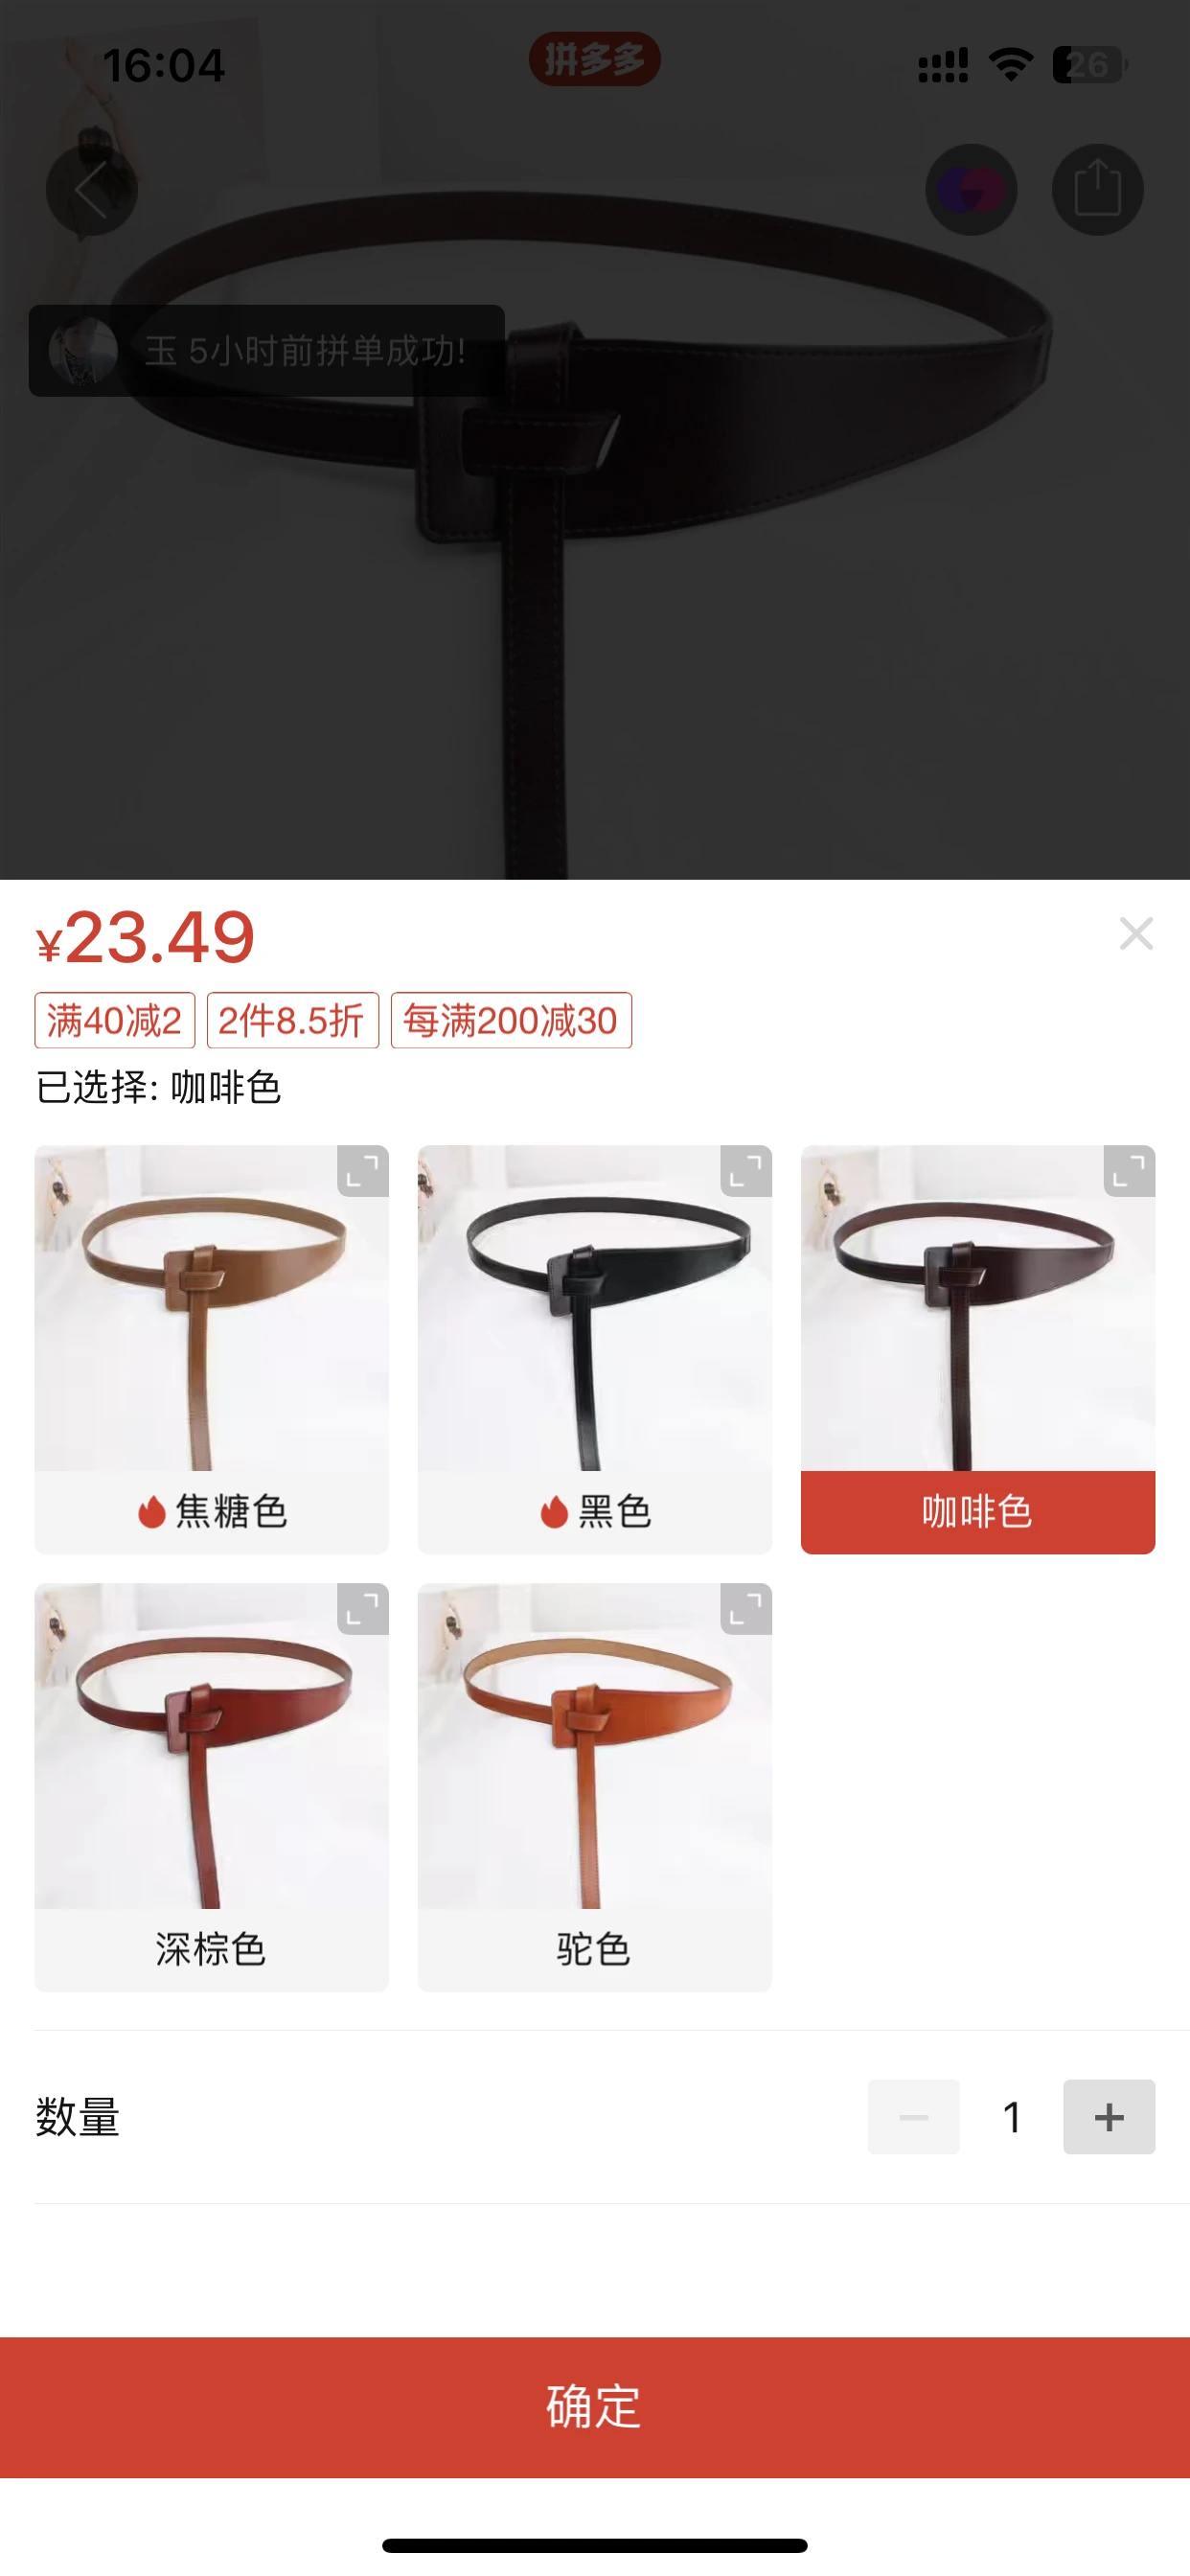 16:04
拼多多
26
玉 5小时前拼单成功!
¥23.49
满40减2 2件8.5折 每满200减30
已选择: 咖啡色
焦糖色
黑色
咖啡色
深棕色
驼色
数量
1
确定